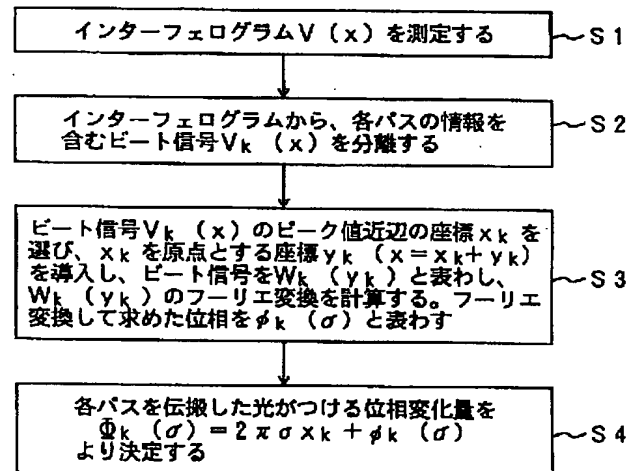 インターフェログラムV(x)を測定する
～S1
インターフェログラムから、各パスの情報を
含むビート信号Vk(x)を分離する
～S2
ビート信号Vk(x)のピーク値近辺の座標xkを
選び、xkを原点とする座標yk(x=xk+yk)
を導入し、ビート信号をWk(yk)と表わし、
Wk(yk)のフーリエ変換を計算する。フーリエ
変換して求めた位相をφk(σ)と表わす
～S3
各パスを伝搬した光がつける位相変化量を
Φk(σ)=2πσxk+φk(σ)
より決定する
～S4